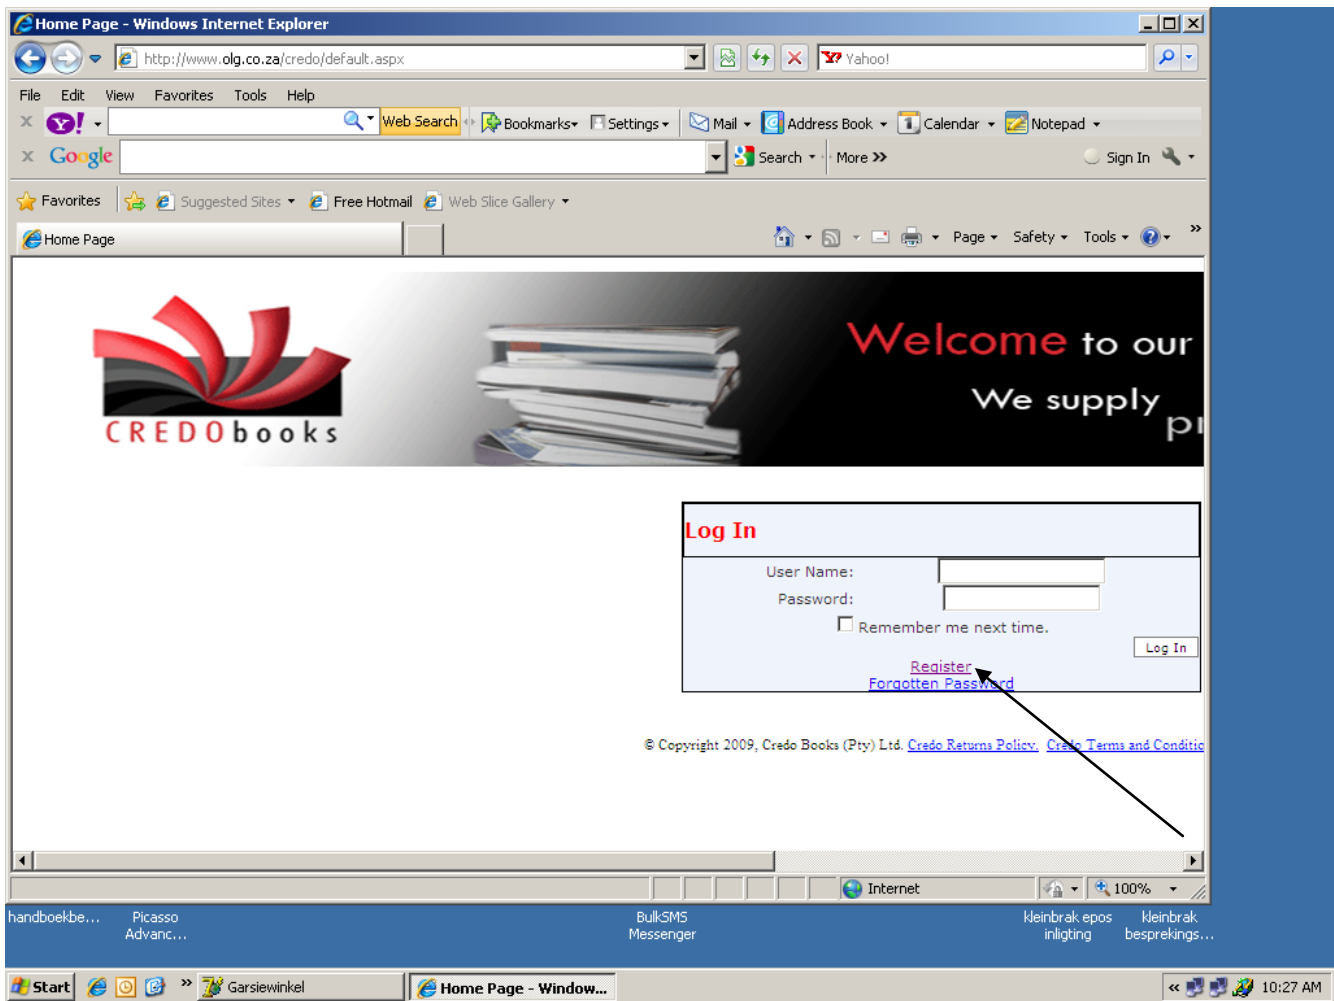 Home Page - Windows Internet Explorer
http://www.olg.co.za/credo/default.aspx
Yahoo!
File Edit View Favorites Tools Help
Y! Web Search Bookmarks Settings Mail Address Book Calendar Notepad
Google Search More >> Sign In
Favorites Suggested Sites Free Hotmail Web Slice Gallery
Home Page Page Safety Tools
CREDObooks
Welcome to our
We supply
pr
Log In
User Name:
Password:
Remember me next time.
Log In
Register
Forgotten Password
© Copyright 2009, Credo Books (Pty) Ltd. Credo Returns Policy. Credo Terms and Conditio
Internet 100%
handboekbe...
Picasso
Advanc...
BulkSMS
Messenger
kleinbrak epos
inligting
kleinbrak
besprekings...
Start Garsiewinkel Home Page - Window... 10:27 AM